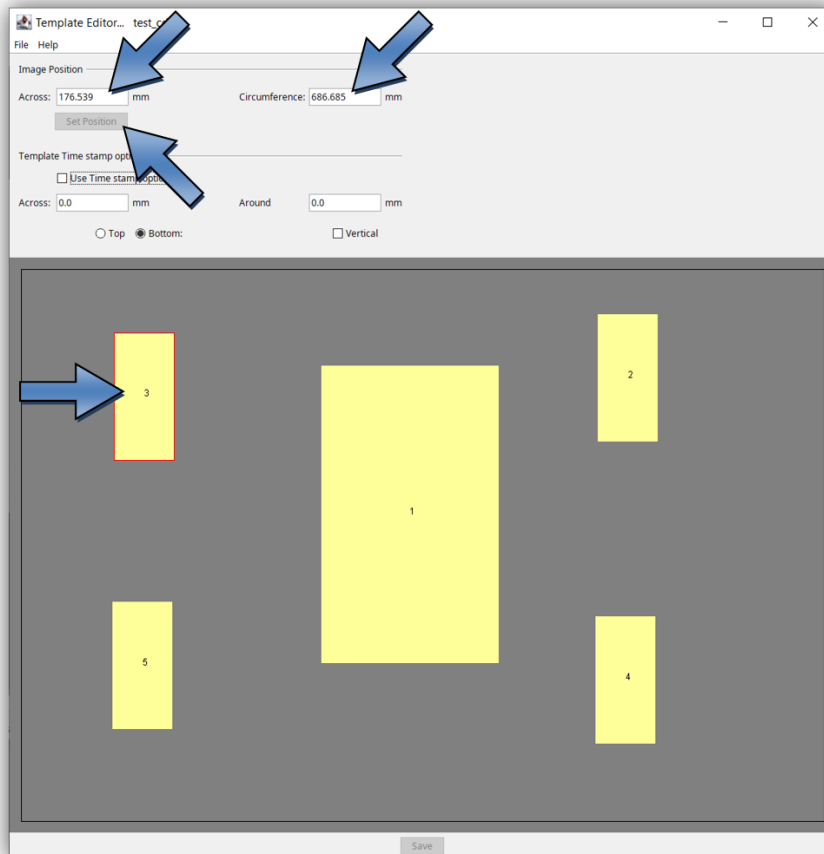 Template Editor... test_c
File Help
Image Position
Across: 176.539 mm Circumference: 686.685 mm
Set Position
Template Time stamp opti
Use Time stamp optio
Across: 0.0 mm Around 0.0 mm
Top Bottom: Vertical
2
3
1
5
4
Save